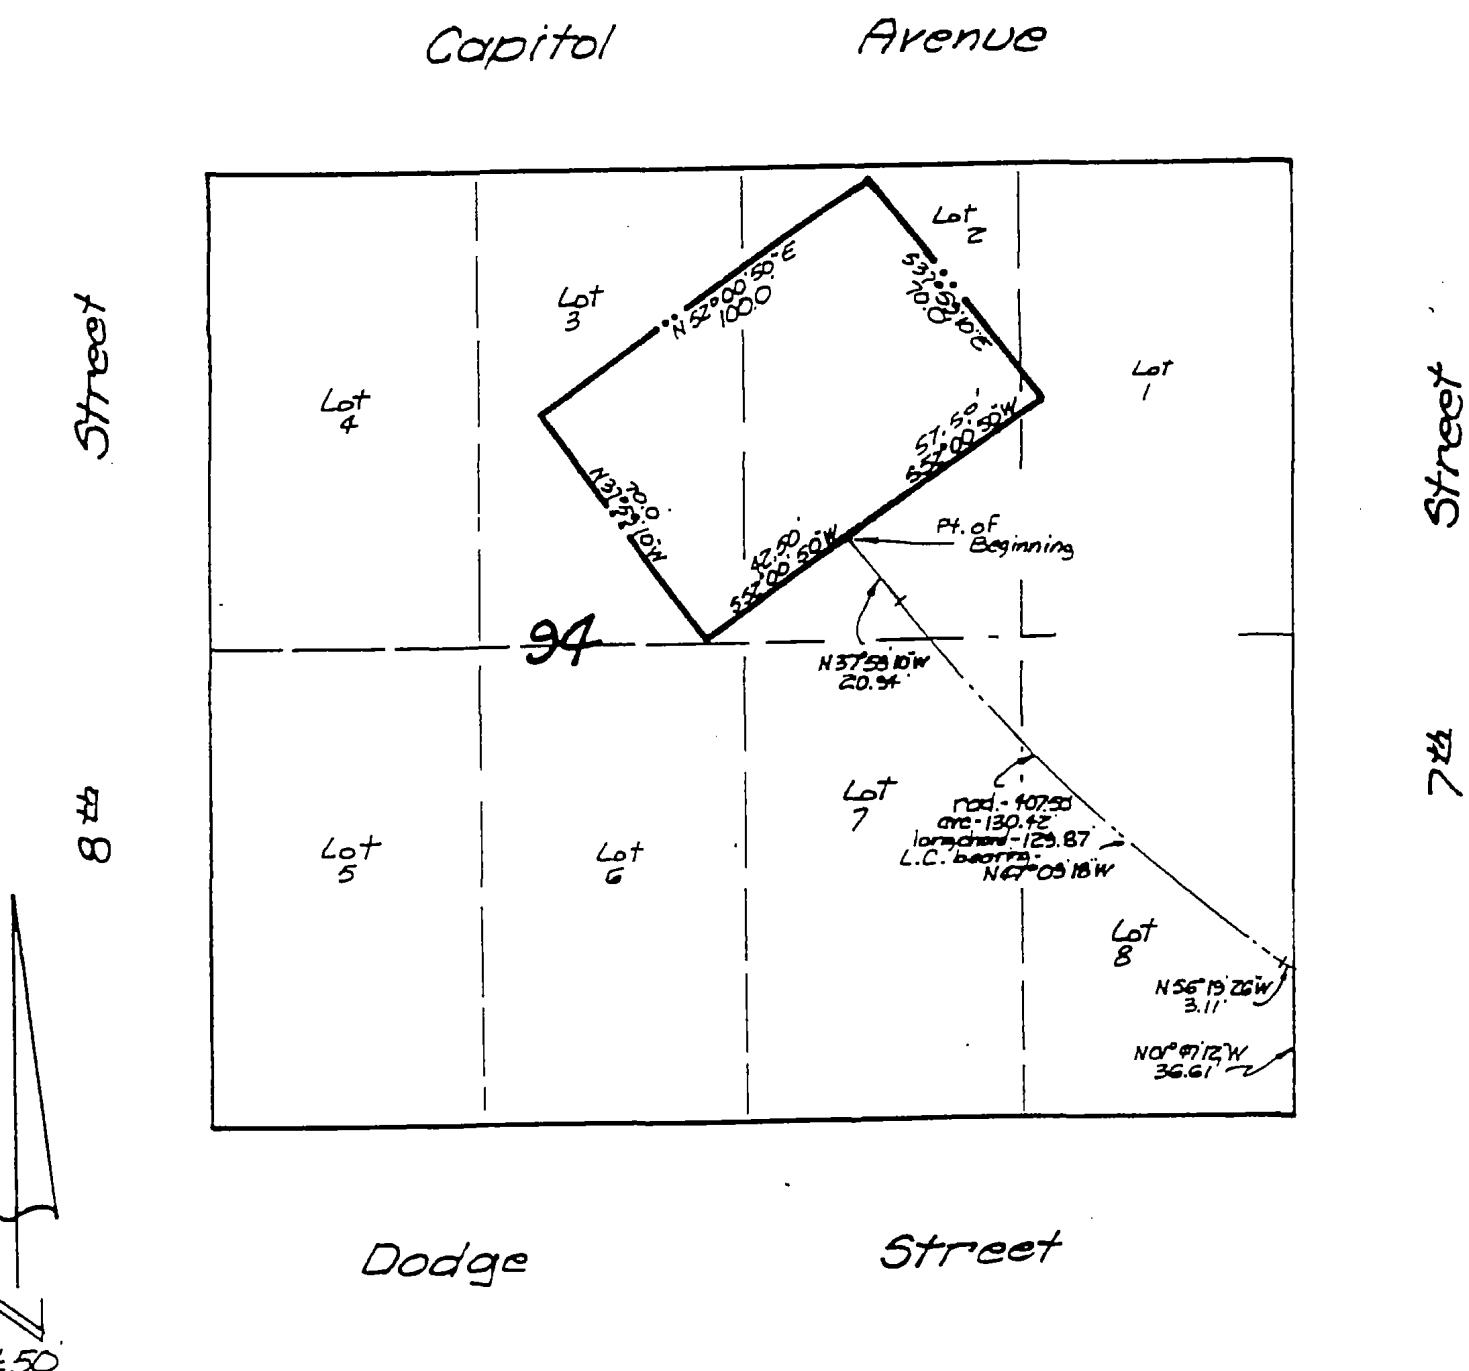 Capitol Avenue
Lot
2
N 52° 00' 50" E
100.0'
S37° 59' 10" E
70.0'
Lot
3
Street
Lot
4
Lot
1
Street
57.50'
S52° 00' 50" W
N37° 59' 10" W
70.0'
42.50'
S52° 00' 50" W
Pt. of
Beginning
94
N37° 59' 10" W
20.94'
8th
7th
Lot
7
rad.- 407.50'
arc-130.42'
long chord-129.87'
L.C. bearing-
N47° 09' 18" W
Lot
5
Lot
6
Lot
8
N56° 19' 26" W
3.11'
N01° 47' 12" W
36.61'
Dodge Street
50'